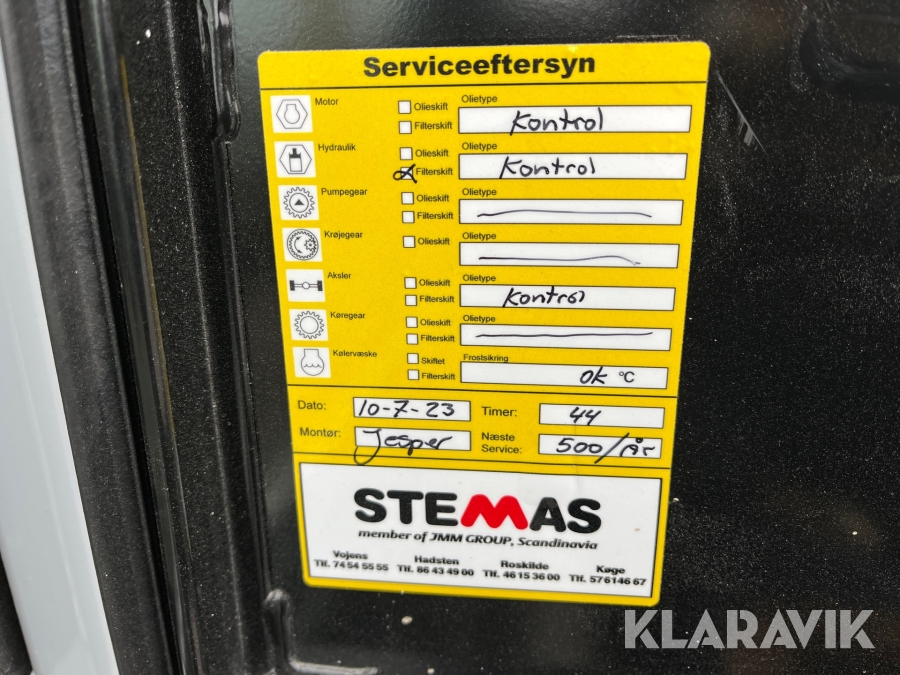 Serviceeftersyn
Motor
Olieskift
Olietype
Filterskift
Kontrol
Hydraulik
Olieskift
Olietype
Filterskift
Kontrol
Pumpegear
Olieskift
Olietype
Filterskift
Krøjegear
Olieskift
Olietype
Aksler
Olieskift
Olietype
Filterskift
Kontrol
Køregear
Olieskift
Olietype
Filterskift
Kølervæske
Skiftet
Frostsikring
Filterskift
ok °C
Dato: 10-7-23 Timer: 44
Montør: Jesper Næste Service: 500/År
STEMAS
member of JMM GROUP, Scandinavia
Vojens Hadsten Roskilde Køge
Tlf. 74 54 55 55 Tlf. 86 43 49 00 Tlf. 46 15 36 00 Tlf. 57 61 46 67
KLARAVIK